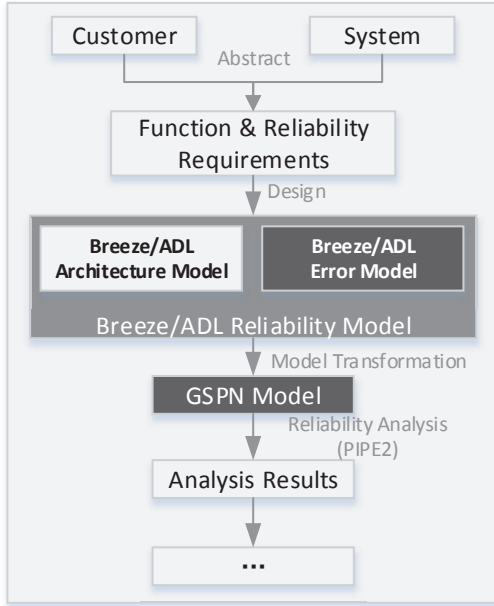 Customer
System
Abstract
Function & Reliability
Requirements
Design
Breeze/ADL
Architecture Model
Breeze/ADL
Error Model
Breeze/ADL Reliability Model
Model Transformation
GSPN Model
Reliability Analysis
(PIPE2)
Analysis Results
...